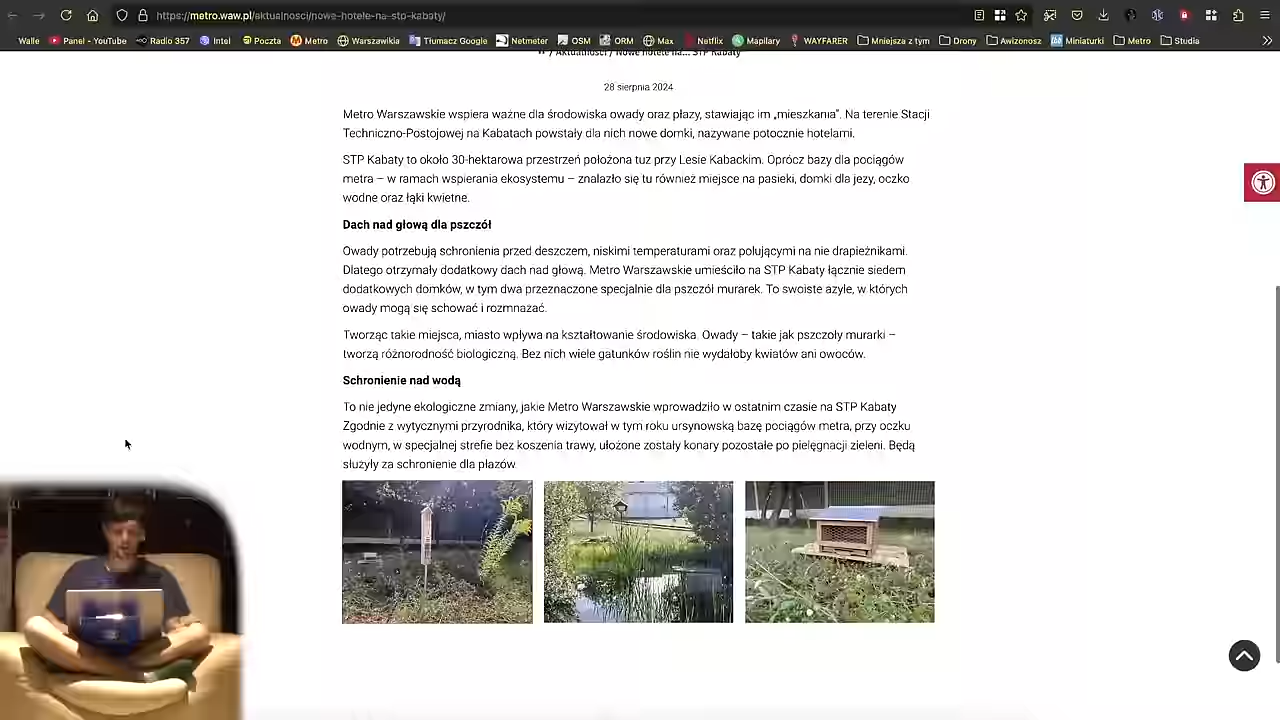 https://metro.waw.pl/aktualnosci/nowe-hotele-na-stp-kabaty/
Walle Panel - YouTube Radio 357 Intel Poczta Metro Warszawikia Tłumacz Google Netmeter OSM ORM Max Netflix Mapilary WAYFARER Mniejsza z tym Drony Awizonosz Miniaturki Metro Studia
/ Aktualności / Nowe hotele na... STP Kabaty
28 sierpnia 2024
Metro Warszawskie wspiera ważne dla środowiska owady oraz płazy, stawiając im „mieszkania”. Na terenie Stacji
Techniczno-Postojowej na Kabatach powstały dla nich nowe domki, nazywane potocznie hotelami.
STP Kabaty to około 30-hektarowa przestrzeń położona tuż przy Lesie Kabackim. Oprócz bazy dla pociągów
metra – w ramach wspierania ekosystemu – znalazło się tu również miejsce na pasieki, domki dla jeży, oczko
wodne oraz łąki kwietne.
Dach nad głową dla pszczół
Owady potrzebują schronienia przed deszczem, niskimi temperaturami oraz polującymi na nie drapieżnikami.
Dlatego otrzymały dodatkowy dach nad głową. Metro Warszawskie umieściło na STP Kabaty łącznie siedem
dodatkowych domków, w tym dwa przeznaczone specjalnie dla pszczół murarek. To swoiste azyle, w których
owady mogą się schować i rozmnażać.
Tworząc takie miejsca, miasto wpływa na kształtowanie środowiska. Owady – takie jak pszczoły murarki –
tworzą różnorodność biologiczną. Bez nich wiele gatunków roślin nie wydałoby kwiatów ani owoców.
Schronienie nad wodą
To nie jedyne ekologiczne zmiany, jakie Metro Warszawskie wprowadziło w ostatnim czasie na STP Kabaty
Zgodnie z wytycznymi przyrodnika, który wizytował w tym roku ursynowską bazę pociągów metra, przy oczku
wodnym, w specjalnej strefie bez koszenia trawy, ułożone zostały konary pozostałe po pielęgnacji zieleni. Będą
służyły za schronienie dla płazów.